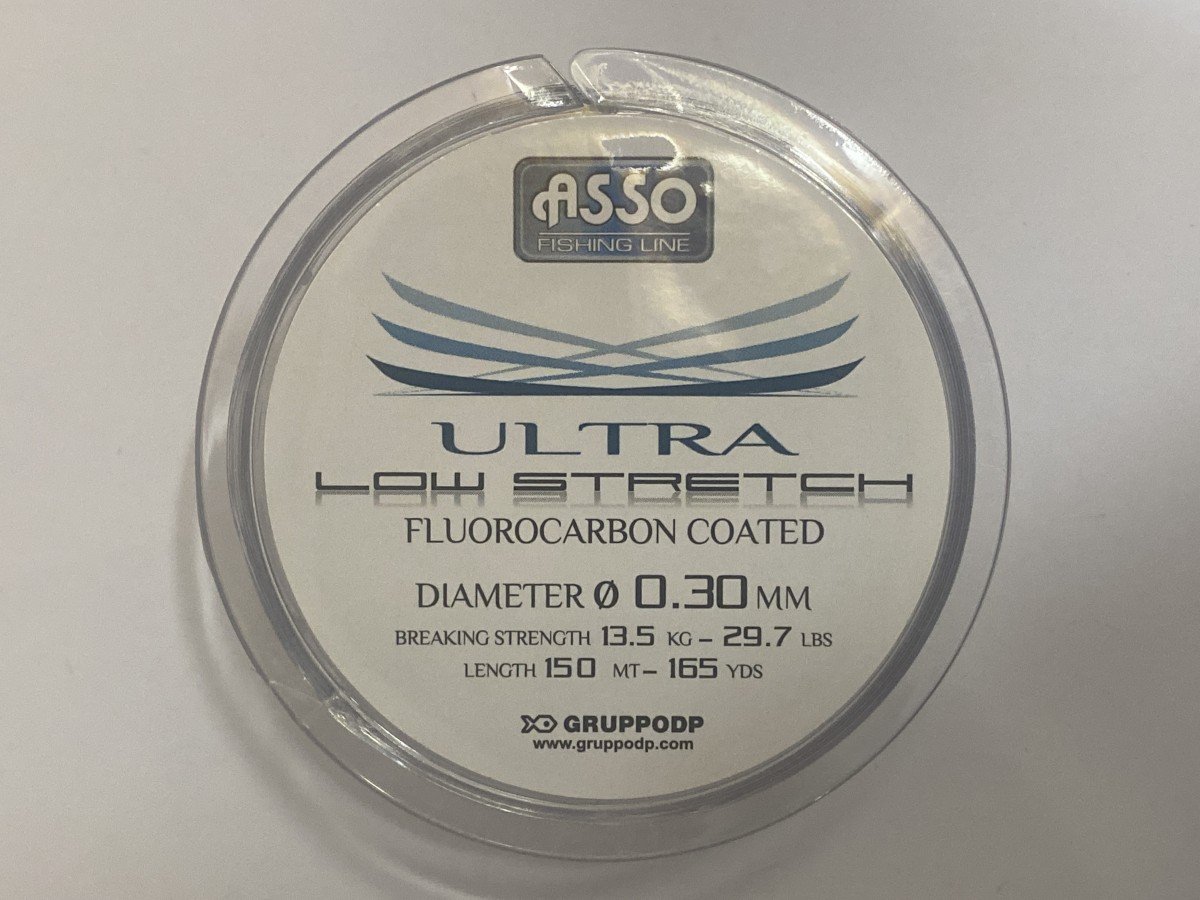 ASSO
FISHING LINE
ULTRA
LOW STRETCH
FLUOROCARBON COATED
DIAMETER Ø 0.30 MM
BREAKING STRENGTH 13.5 KG – 29.7 LBS
LENGTH 150 MT – 165 YDS
GRUPPODP
www.gruppodp.com